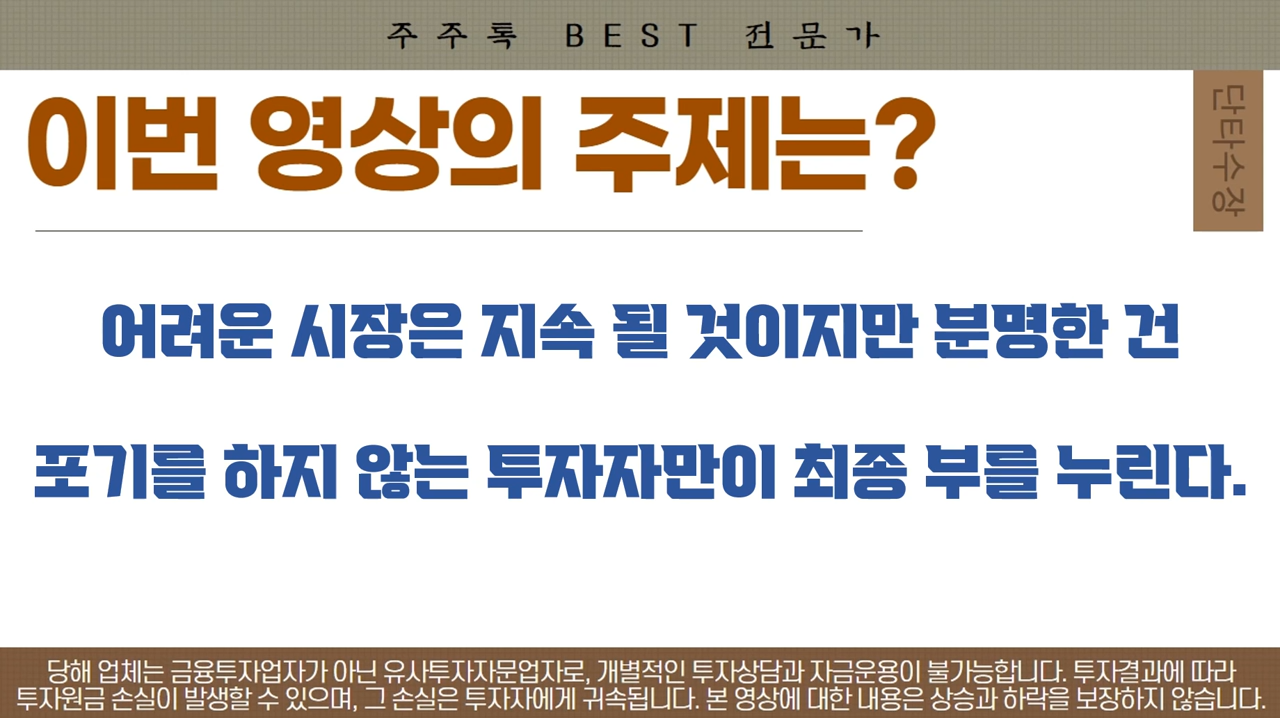 주주톡 BEST 전문가
이번 영상의 주제는?
단타수장
어려운 시장은 지속 될 것이지만 분명한 건
포기를 하지 않는 투자자만이 최종 부를 누린다.
당해 업체는 금융투자업자가 아닌 유사투자자문업자로, 개별적인 투자상담과 자금운용이 불가능합니다. 투자결과에 따라
투자원금 손실이 발생할 수 있으며, 그 손실은 투자자에게 귀속됩니다. 본 영상에 대한 내용은 상승과 하락을 보장하지 않습니다.